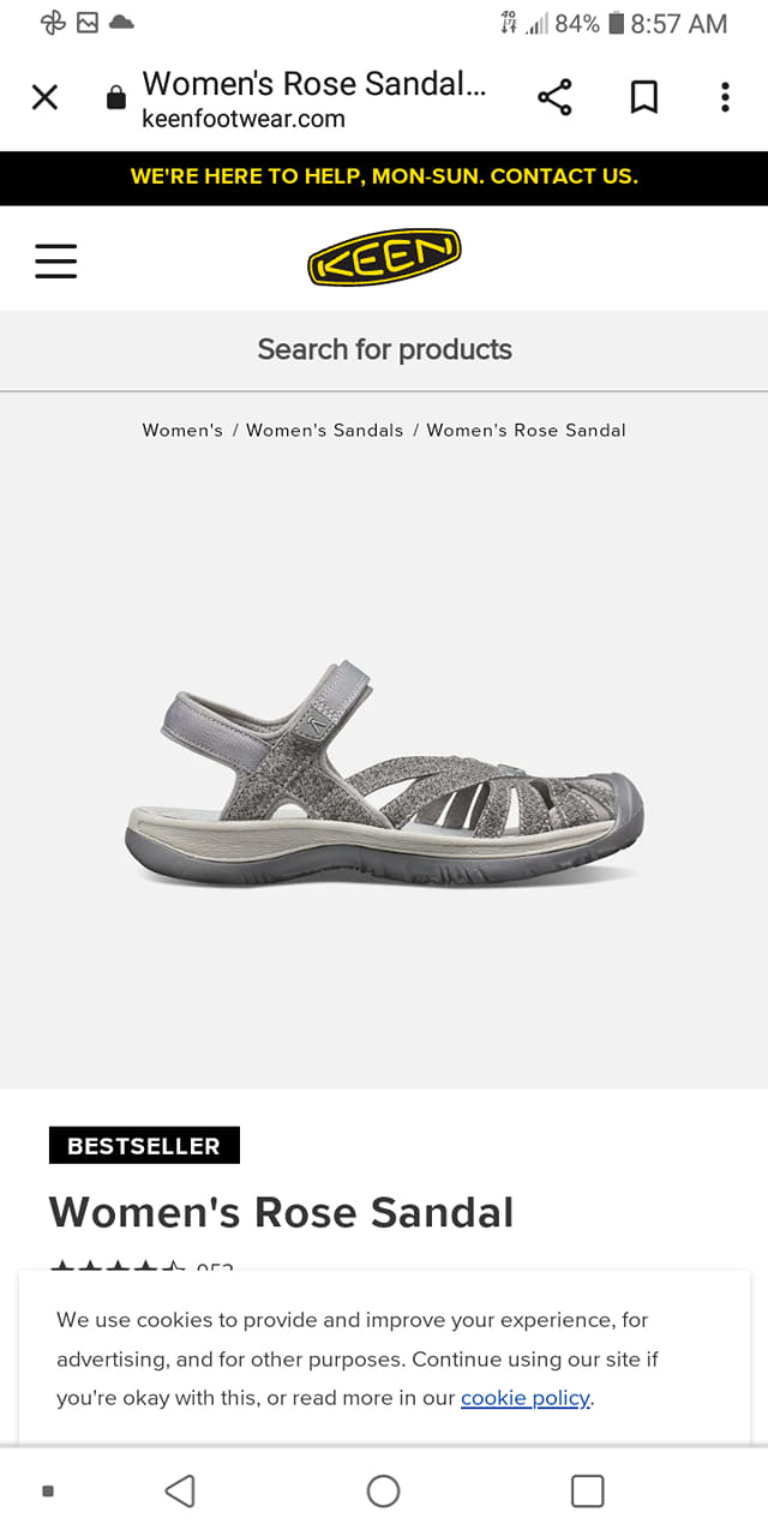 84% 8:57 AM
Women's Rose Sandal...
keenfootwear.com
WE'RE HERE TO HELP, MON-SUN. CONTACT US.
KEEN
Search for products
Women's / Women's Sandals / Women's Rose Sandal
BESTSELLER
Women's Rose Sandal
We use cookies to provide and improve your experience, for
advertising, and for other purposes. Continue using our site if
you're okay with this, or read more in our cookie policy.